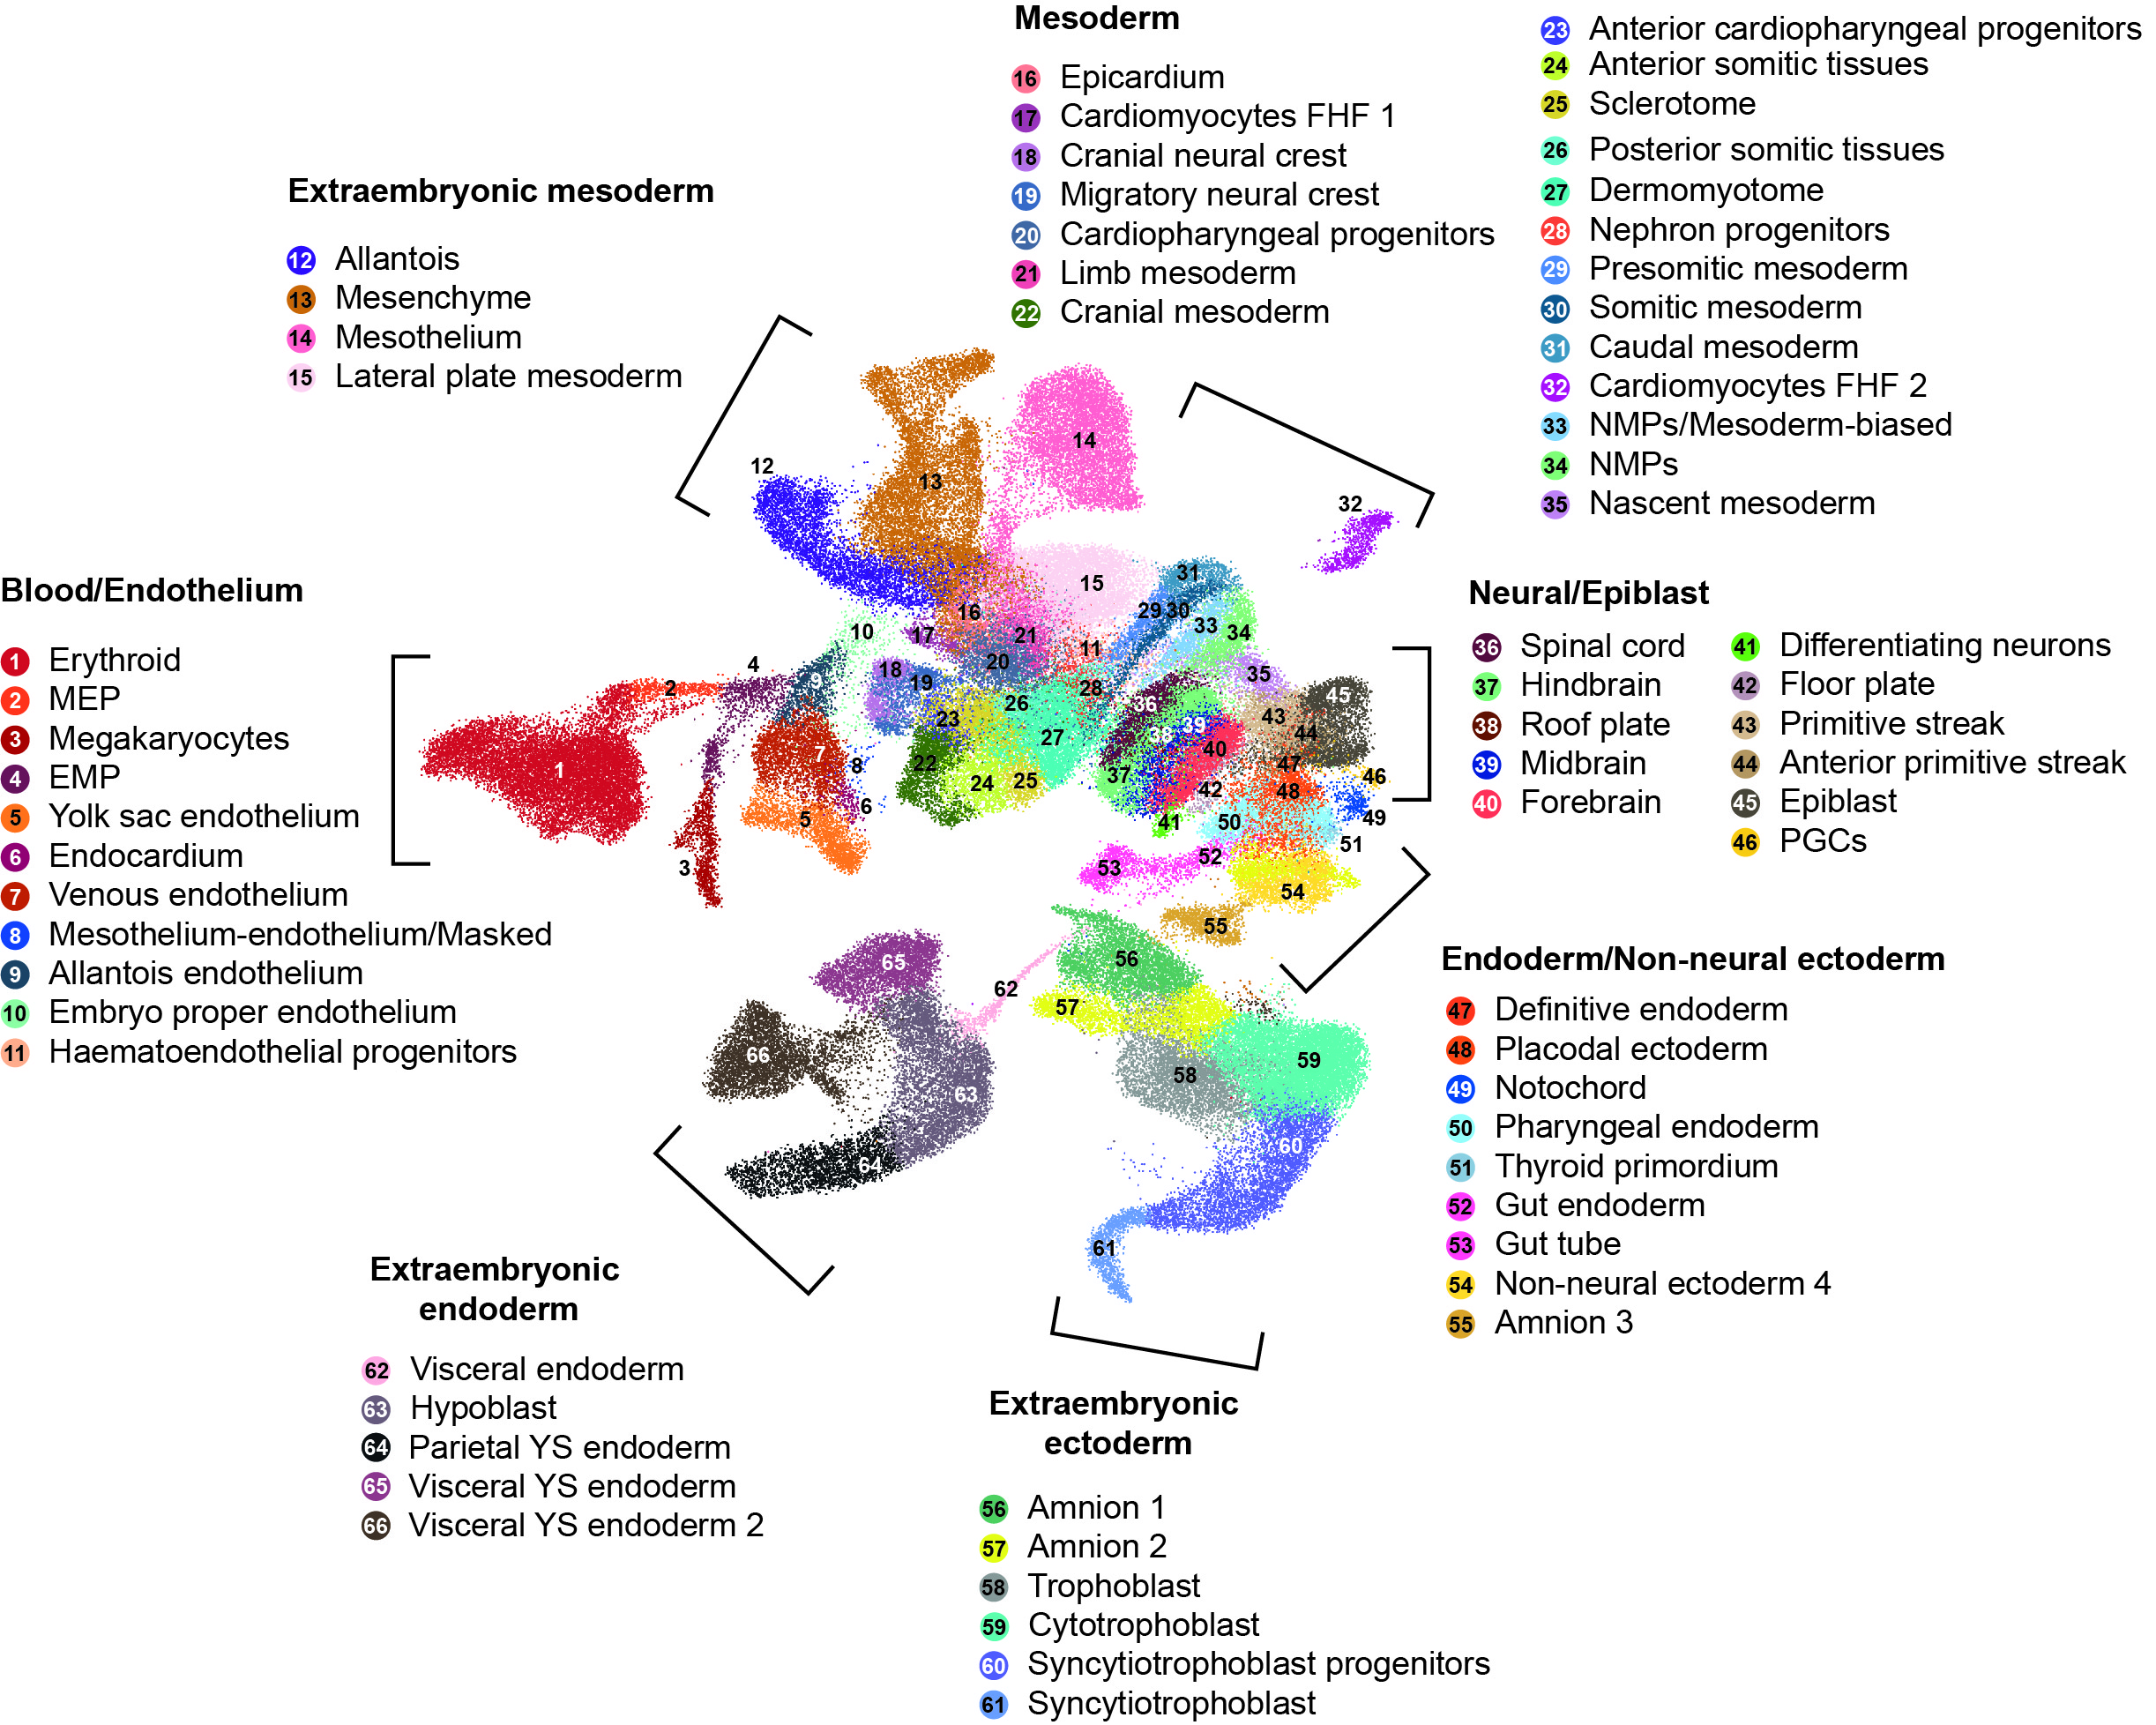 Mesoderm
16 Epicardium
17 Cardiomyocytes FHF 1
18 Cranial neural crest
19 Migratory neural crest
20 Cardiopharyngeal progenitors
21 Limb mesoderm
22 Cranial mesoderm
23 Anterior cardiopharyngeal progenitors
24 Anterior somitic tissues
25 Sclerotome
26 Posterior somitic tissues
27 Dermomyotome
28 Nephron progenitors
29 Presomitic mesoderm
30 Somitic mesoderm
31 Caudal mesoderm
32 Cardiomyocytes FHF 2
33 NMPs/Mesoderm-biased
34 NMPs
35 Nascent mesoderm
Extraembryonic mesoderm
12 Allantois
13 Mesenchyme
14 Mesothelium
15 Lateral plate mesoderm
Blood/Endothelium
1 Erythroid
2 MEP
3 Megakaryocytes
4 EMP
5 Yolk sac endothelium
6 Endocardium
7 Venous endothelium
8 Mesothelium-endothelium/Masked
9 Allantois endothelium
10 Embryo proper endothelium
11 Haematoendothelial progenitors
Neural/Epiblast
36 Spinal cord
37 Hindbrain
38 Roof plate
39 Midbrain
40 Forebrain
41 Differentiating neurons
42 Floor plate
43 Primitive streak
44 Anterior primitive streak
45 Epiblast
46 PGCs
14
12
13
32
31
15
16
29 30
33
10
17
21
34
11
4
18
20
35
2
9
19
28
45
26
36
23
43
39
44
27
40
7
1
8
22
47
37
46
24
25
42
48
6
5
41
50
49
51
52
3
53
54
55
56
65
62
57
66
59
58
63
60
64
61
Endoderm/Non-neural ectoderm
47 Definitive endoderm
48 Placodal ectoderm
49 Notochord
50 Pharyngeal endoderm
51 Thyroid primordium
52 Gut endoderm
53 Gut tube
54 Non-neural ectoderm 4
55 Amnion 3
Extraembryonic
endoderm
62 Visceral endoderm
63 Hypoblast
64 Parietal YS endoderm
65 Visceral YS endoderm
66 Visceral YS endoderm 2
Extraembryonic
ectoderm
56 Amnion 1
57 Amnion 2
58 Trophoblast
59 Cytotrophoblast
60 Syncytiotrophoblast progenitors
61 Syncytiotrophoblast